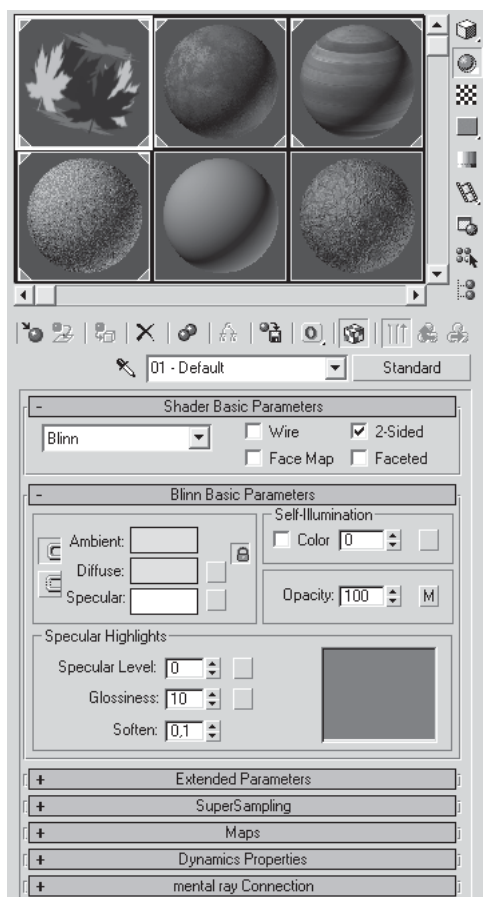 01 - Default
Standard
- Shader Basic Parameters
Blinn
Wire
2-Sided
Face Map
Faceted
- Blinn Basic Parameters
Self-Illumination
Ambient:
Color 0
Diffuse:
Specular:
Opacity: 100 M
Specular Highlights
Specular Level: 0
Glossiness: 10
Soften: 0,1
+ Extended Parameters
+ SuperSampling
+ Maps
+ Dynamics Properties
+ mental ray Connection